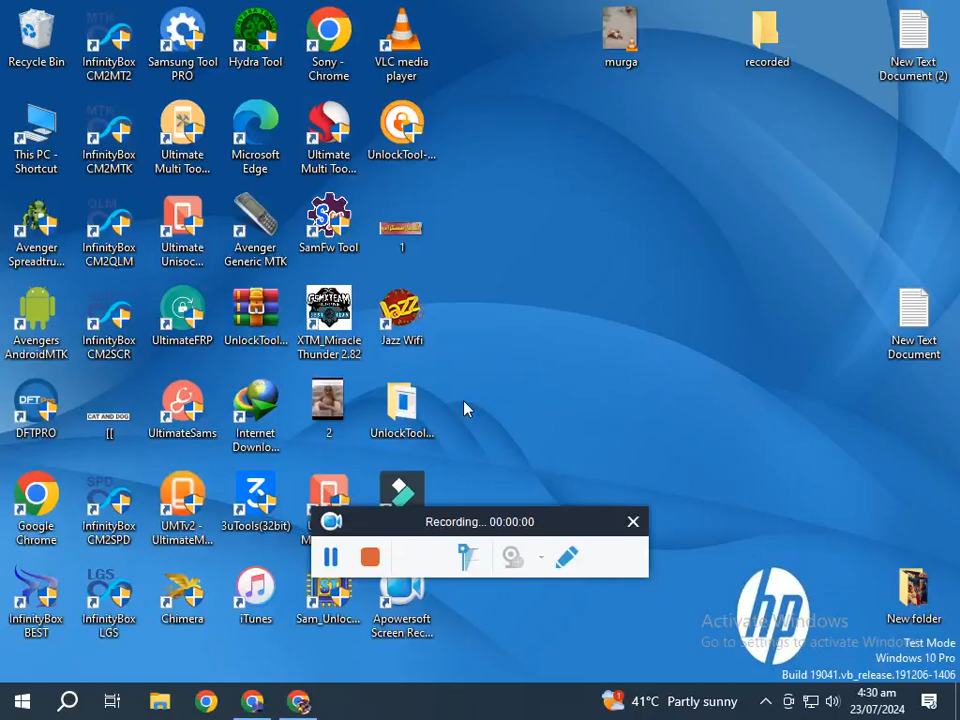 Recycle Bin
InfinityBox CM2MT2
Samsung Tool PRO
Hydra Tool
Sony - Chrome
VLC media player
murga
recorded
New Text Document (2)
This PC - Shortcut
InfinityBox CM2MTK
Ultimate Multi Too...
Microsoft Edge
Ultimate Multi Too...
UnlockTool-...
Avenger Spreadtru...
InfinityBox CM2QLM
Ultimate Unisoc...
Avenger Generic MTK
SamFw Tool
1
Avengers AndroidMTK
InfinityBox CM2SCR
UltimateFRP
UnlockTool...
XTM_Miracle Thunder 2.82
Jazz Wifi
New Text Document
DFTPRO
CAT AND DOG
[[
UltimateSams
Internet Downlo...
2
UnlockTool...
Google Chrome
InfinityBox CM2SPD
UMTv2 - UltimateM...
3uTools(32bit)
Recording... 00:00:00
InfinityBox BEST
InfinityBox LGS
Chimera
iTunes
Sam_Unloc...
Apowersoft Screen Rec...
New folder
Activate Windows
Go to Settings to activate Windows.
Test Mode
Windows 10 Pro
Build 19041.vb_release.191206-1406
41°C Partly sunny
4:30 am
23/07/2024